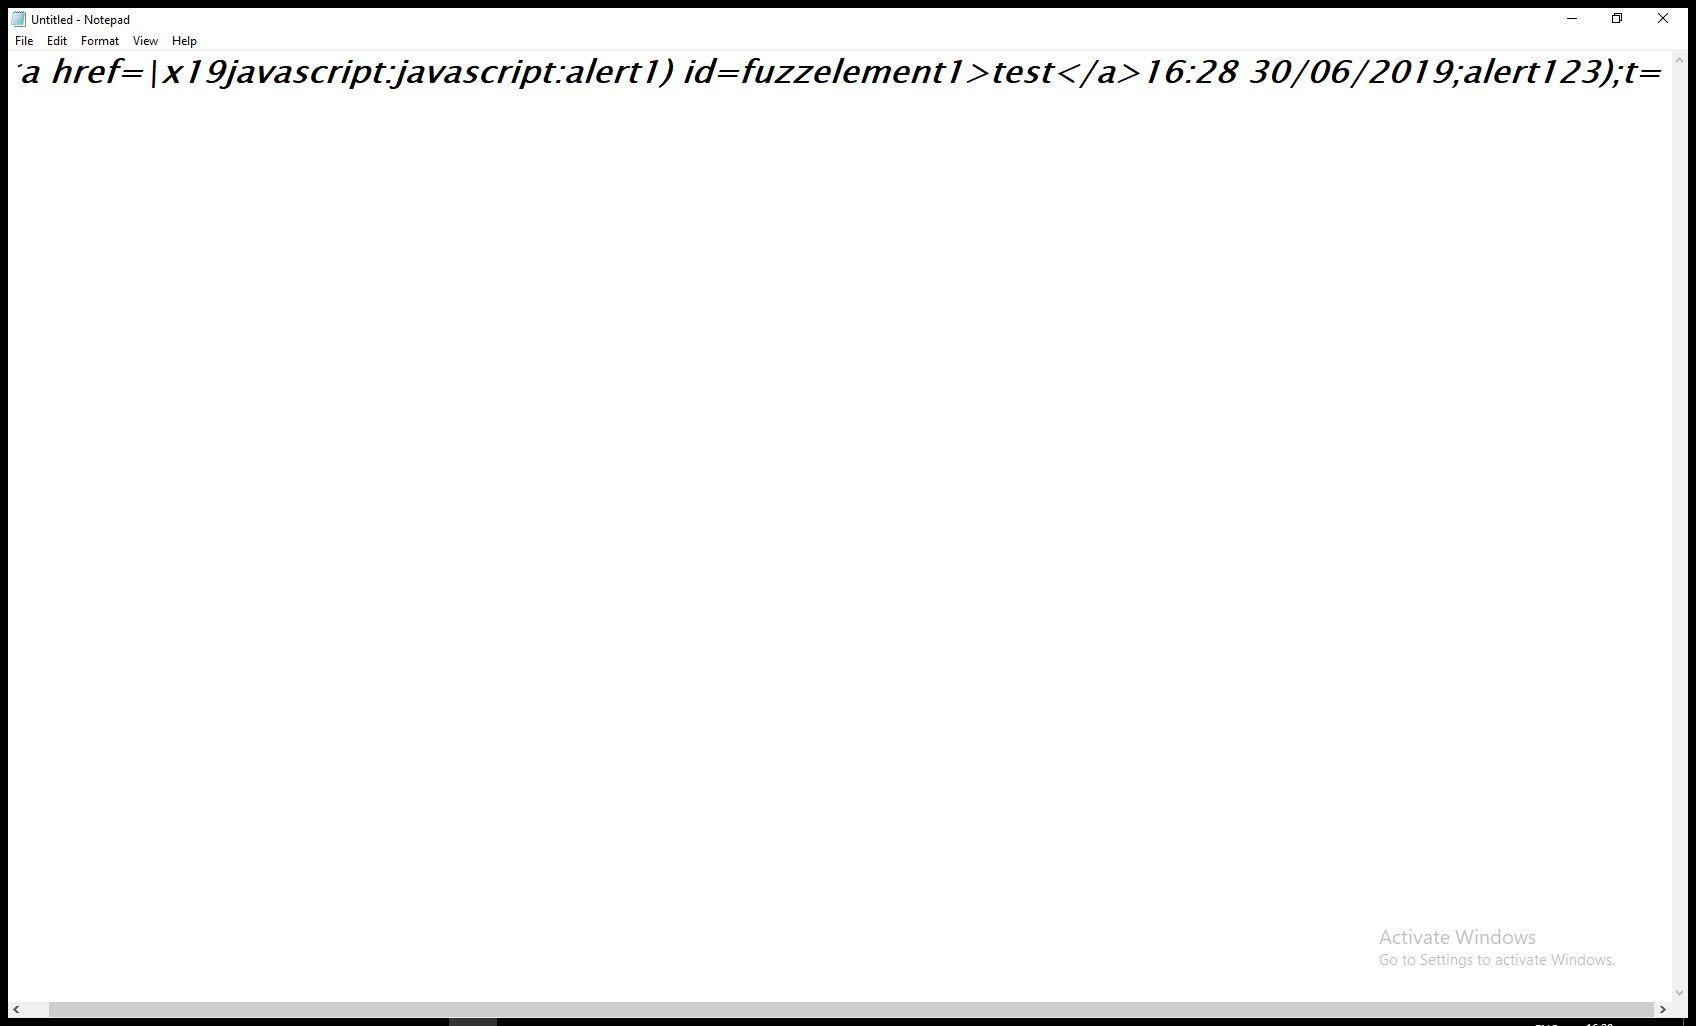 Untitled - Notepad
File Edit Format View Help
a href=|x19javascript:javascript:alert1) id=fuzzelement1>test</a>16:28 30/06/2019;alert123);t=
Activate Windows
Go to Settings to activate Windows.